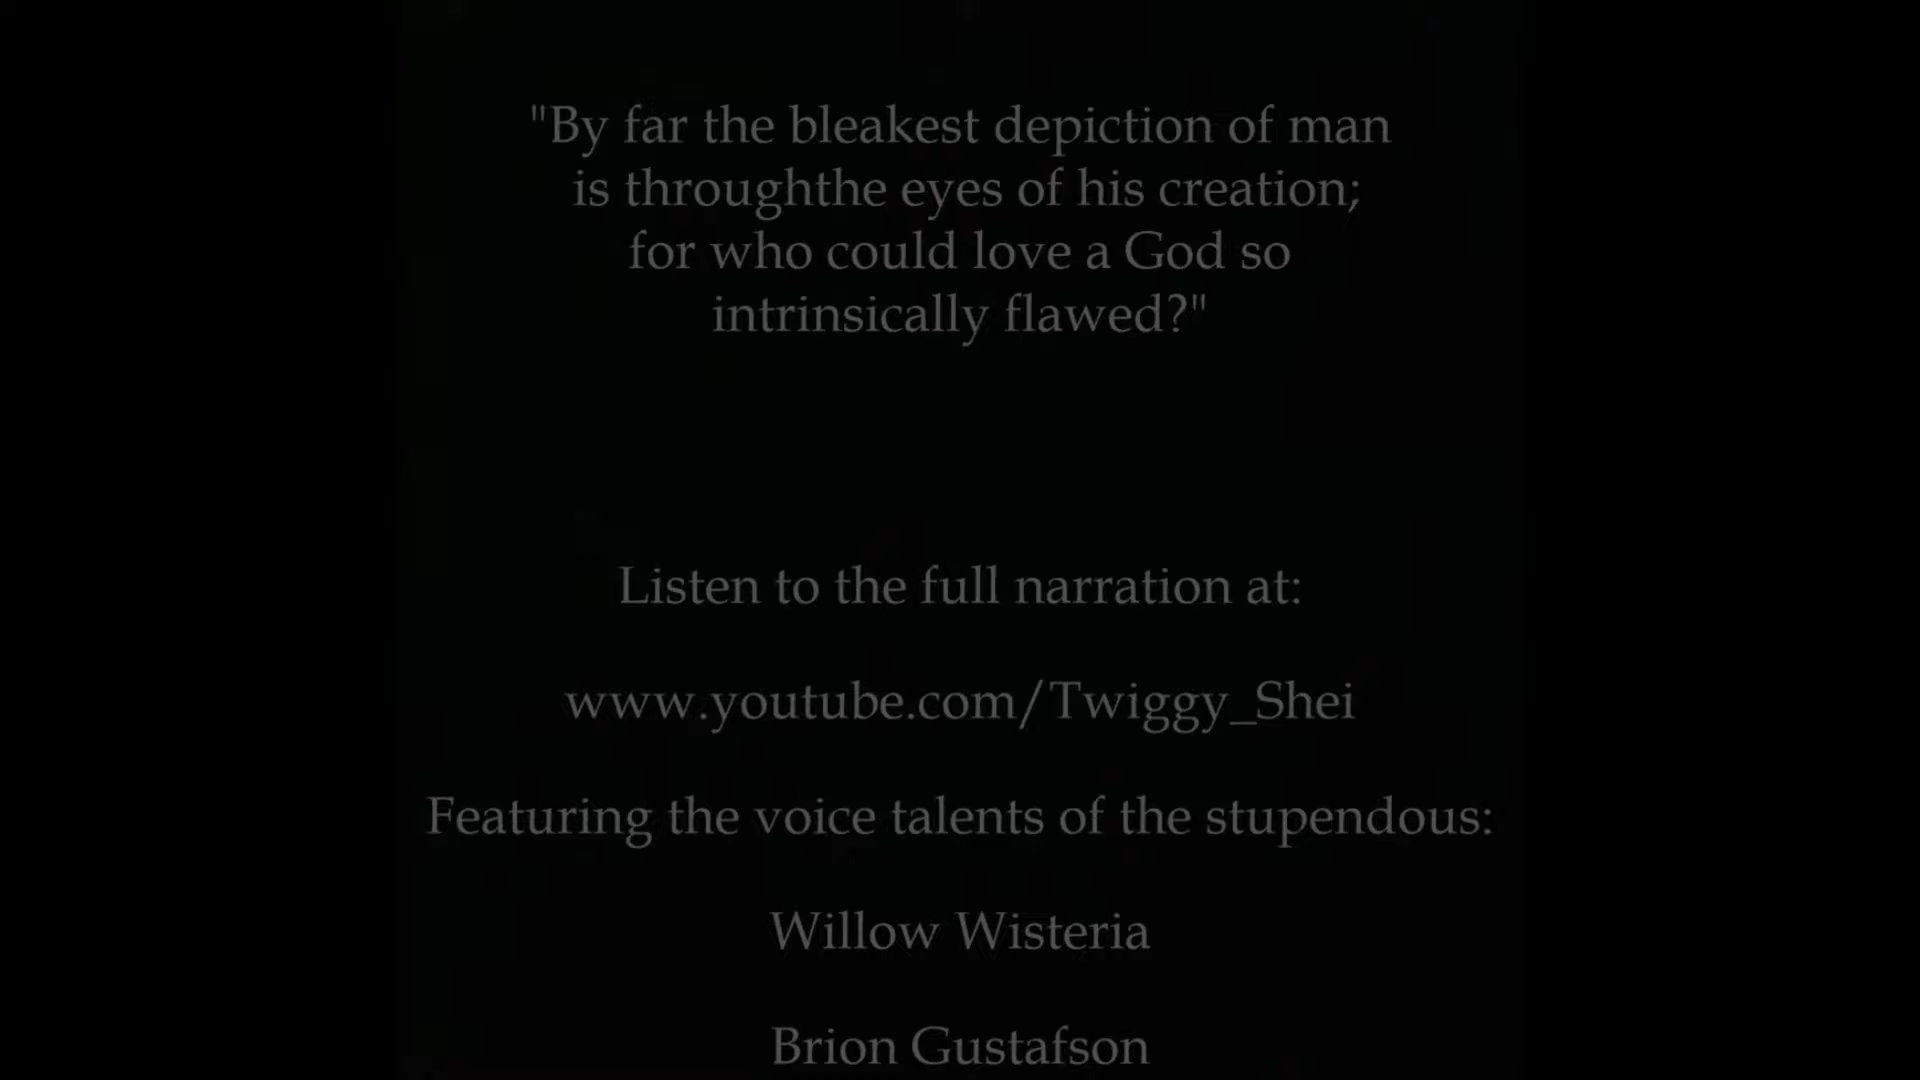 "By far the bleakest depiction of man
is throughthe eyes of his creation;
for who could love a God so
intrinsically flawed?"
Listen to the full narration at:
www.youtube.com/Twiggy_Shei
Featuring the voice talents of the stupendous:
Willow Wisteria
Brion Gustafson